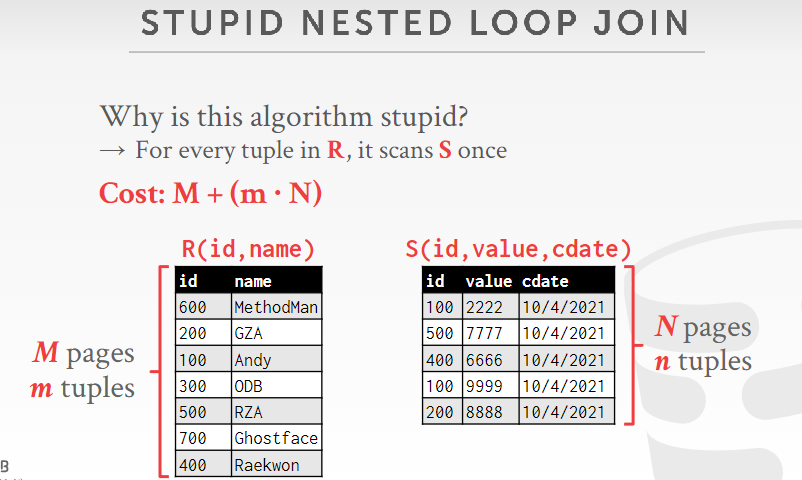 STUPID NESTED LOOP JOIN
Why is this algorithm stupid?
→ For every tuple in R, it scans S once
Cost: M + (m · N)
R(id,name)
id name
600 MethodMan
200 GZA
100 Andy
300 ODB
500 RZA
700 Ghostface
400 Raekwon
M pages
m tuples
S(id,value,cdate)
id value cdate
100 2222 10/4/2021
500 7777 10/4/2021
400 6666 10/4/2021
100 9999 10/4/2021
200 8888 10/4/2021
N pages
n tuples
B